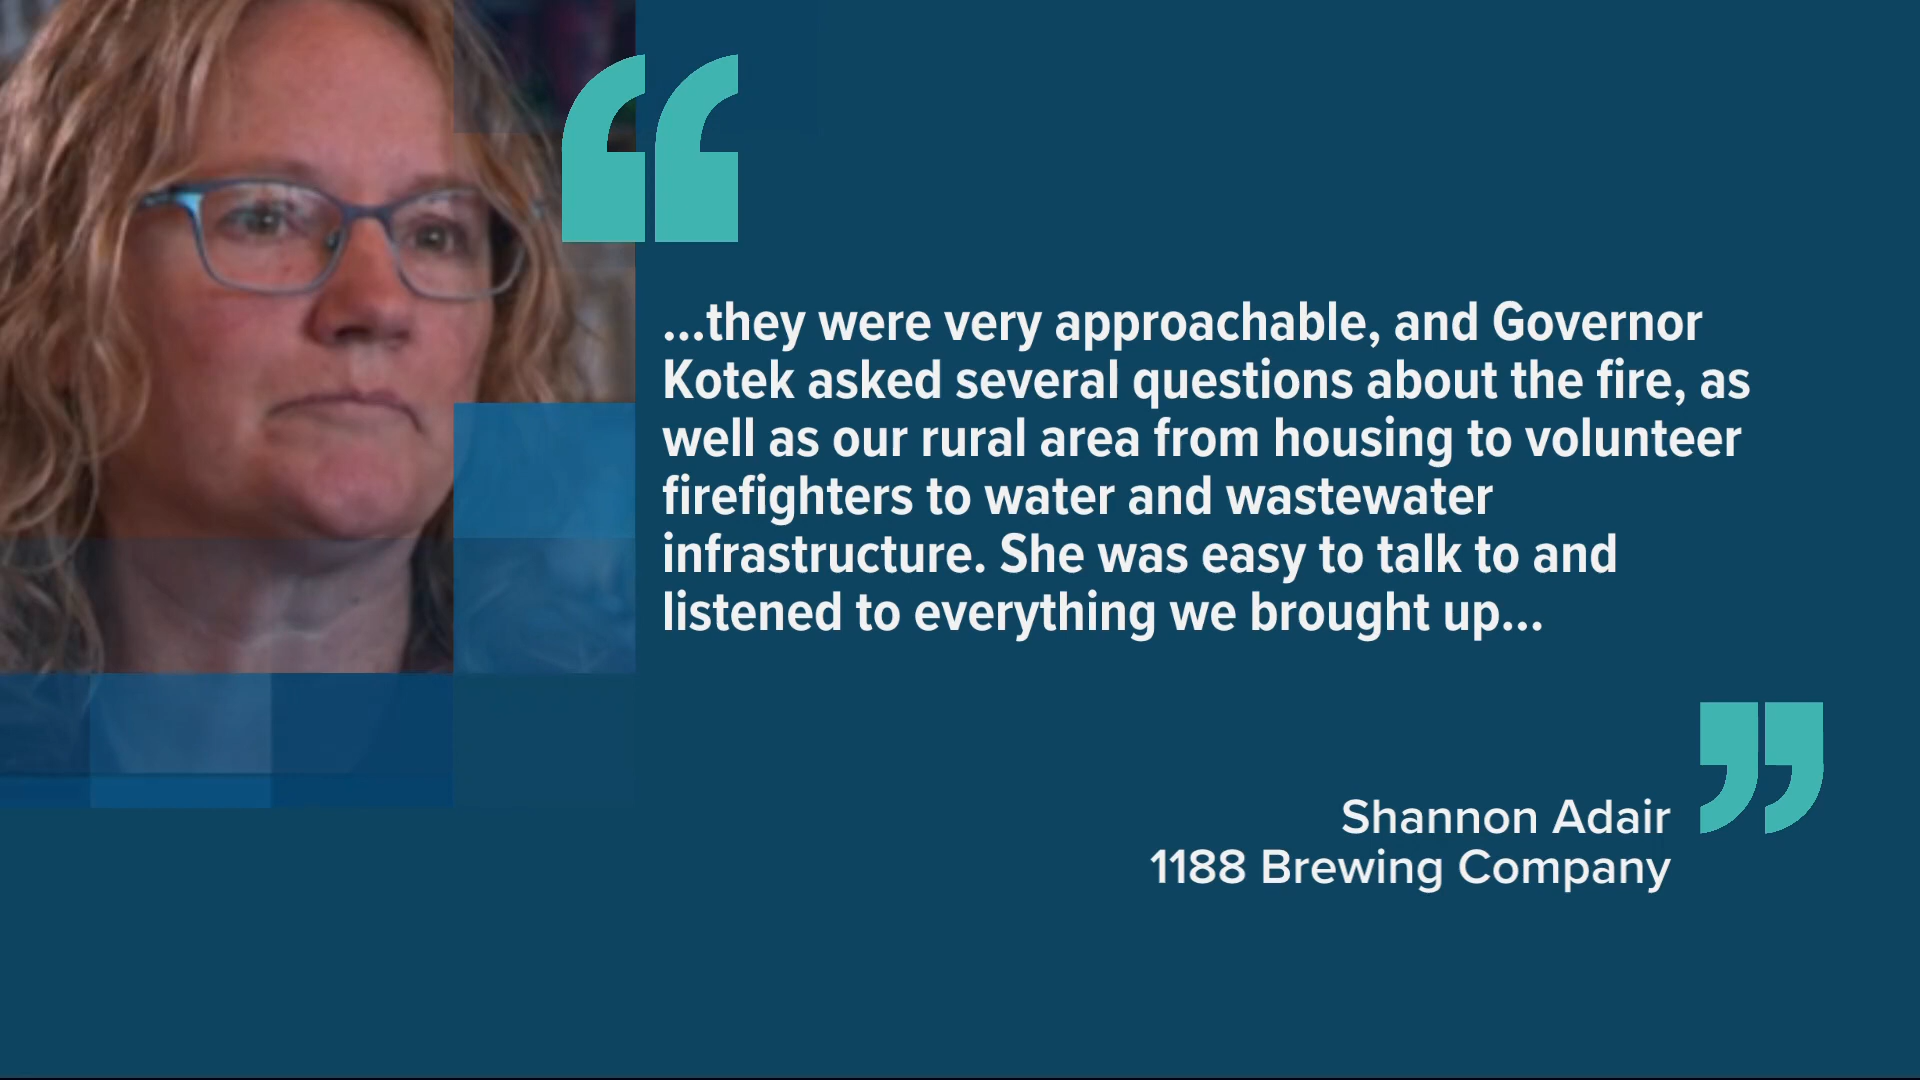 ...they were very approachable, and Governor
Kotek asked several questions about the fire, as
well as our rural area from housing to volunteer
firefighters to water and wastewater
infrastructure. She was easy to talk to and
listened to everything we brought up...
Shannon Adair
1188 Brewing Company